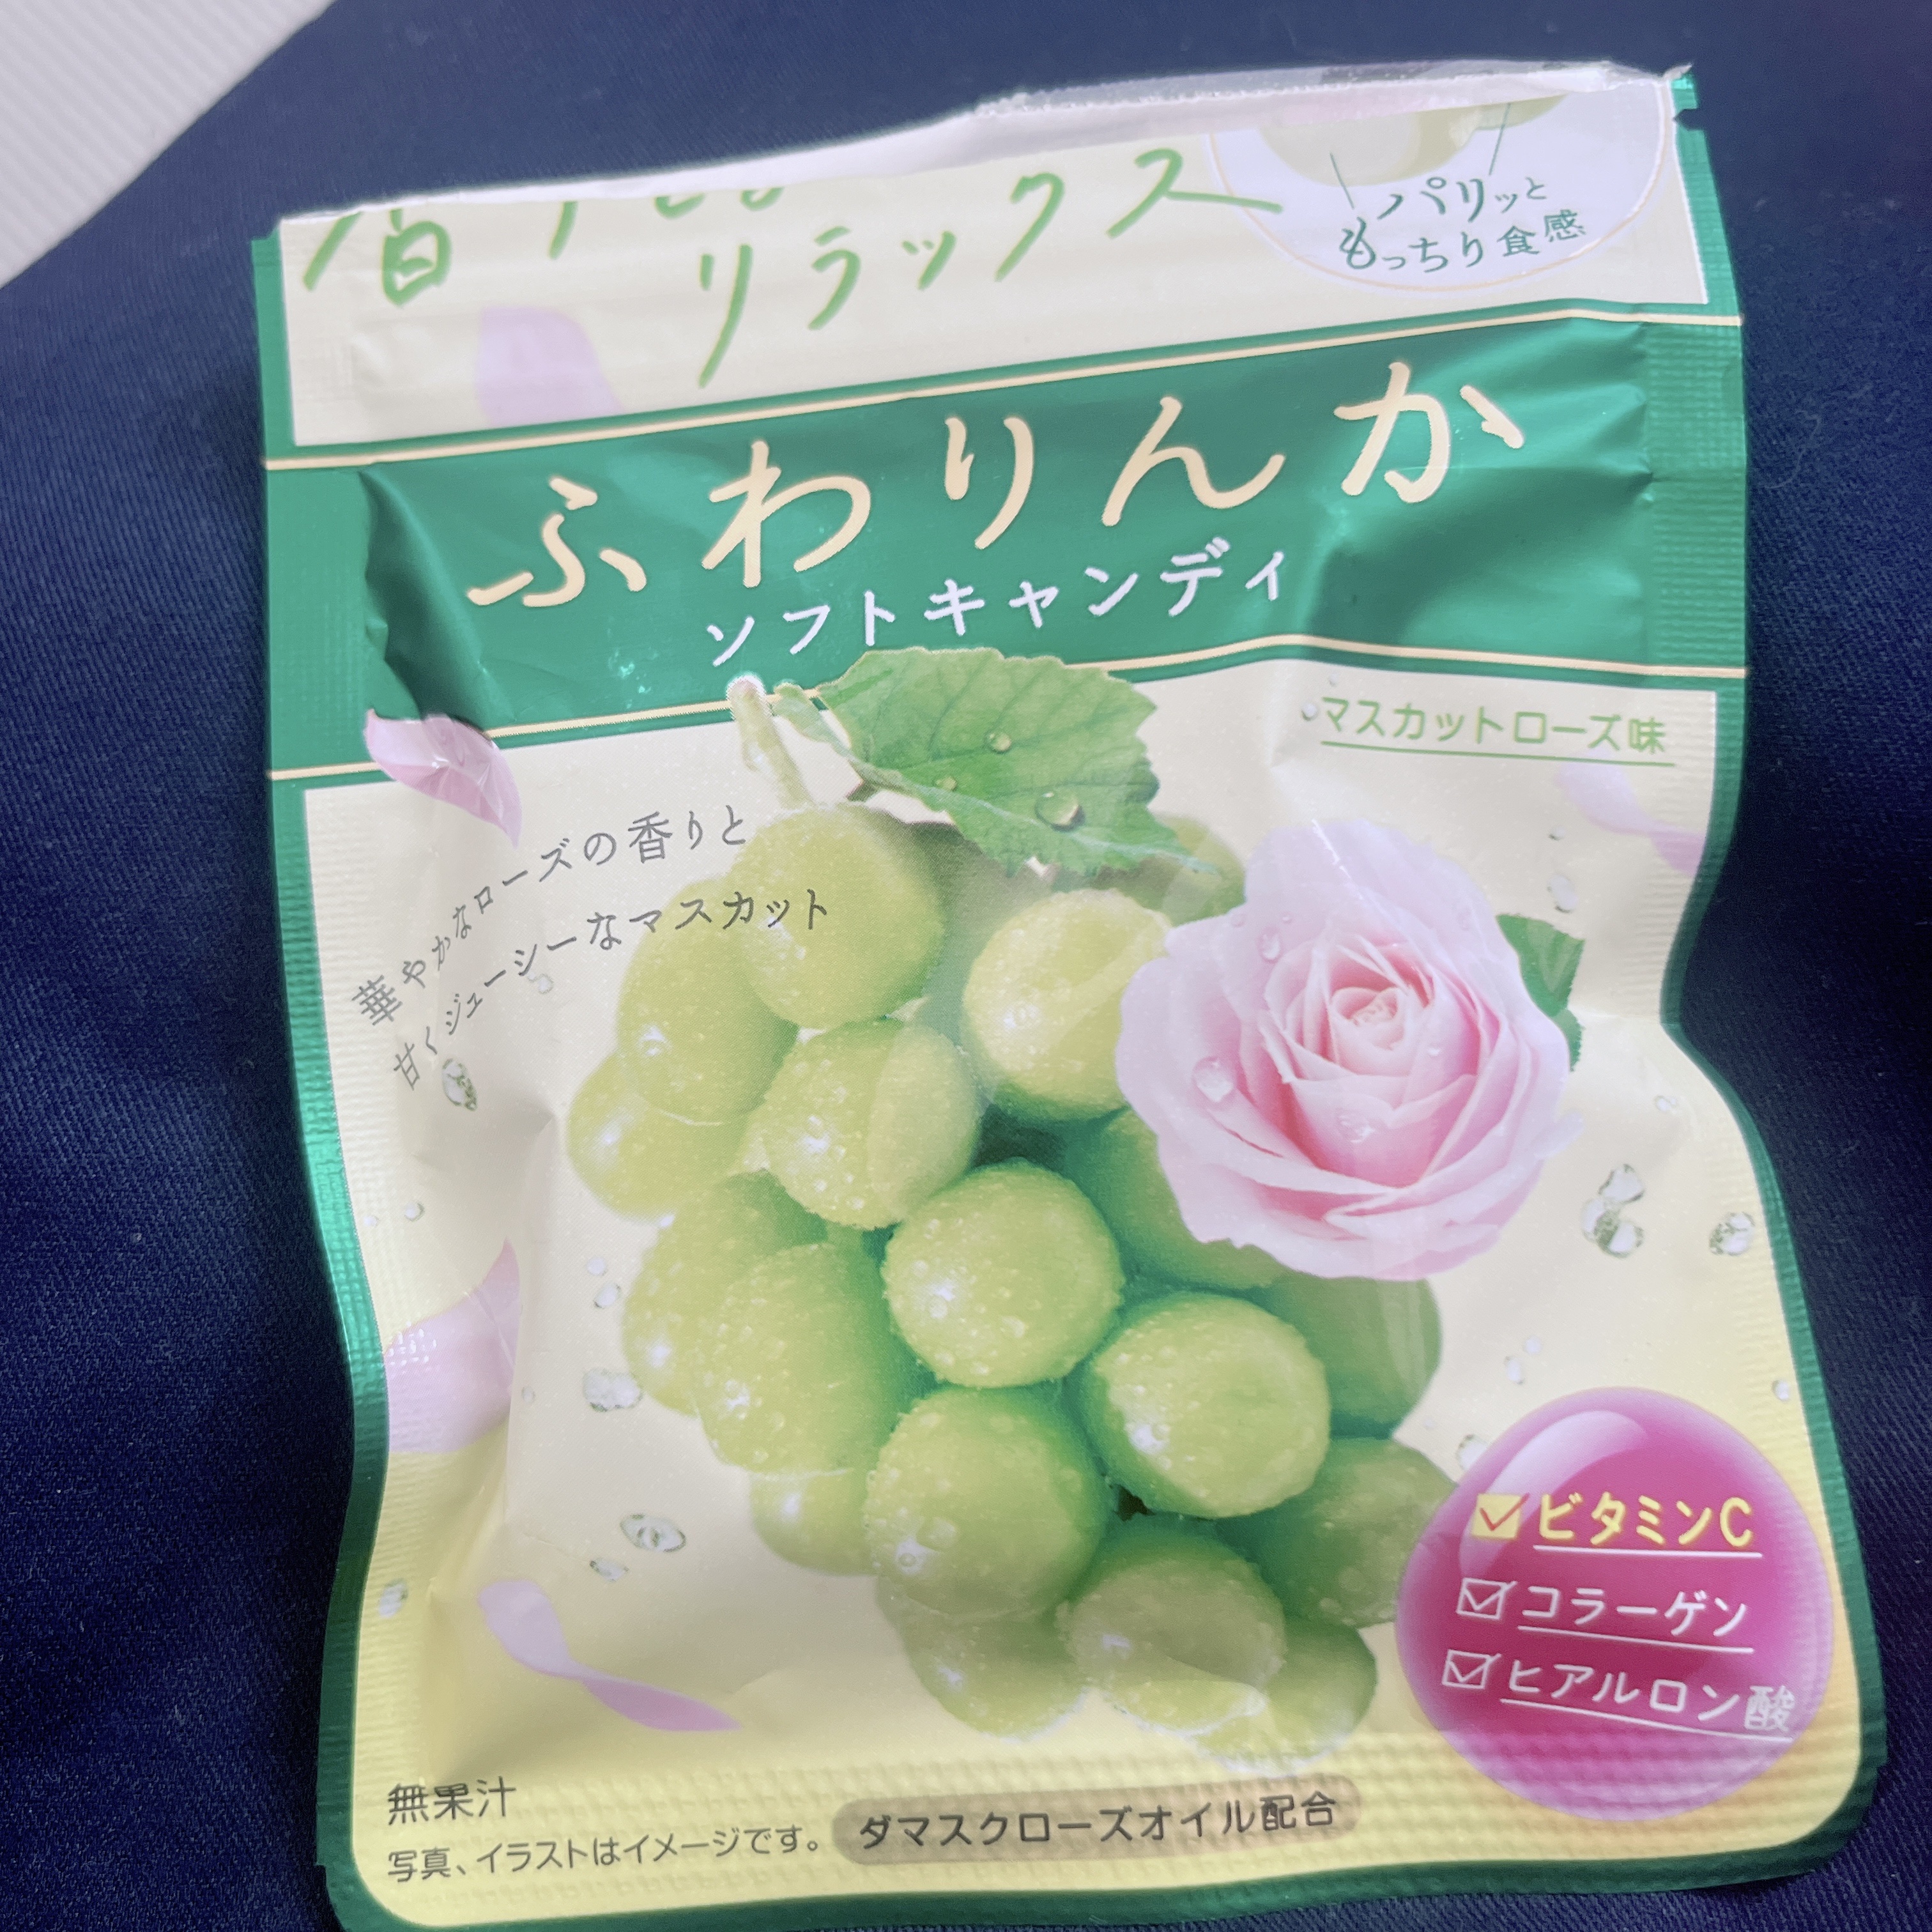 リラックス
パリッと
もっちり食感
ふわりんか
ソフトキャンディ
マスカットローズ味
華やかなローズの香りと
甘くジューシーなマスカット
ビタミンC
コラーゲン
ヒアルロン酸
無果汁
写真、イラストはイメージです。
ダマスクローズオイル配合